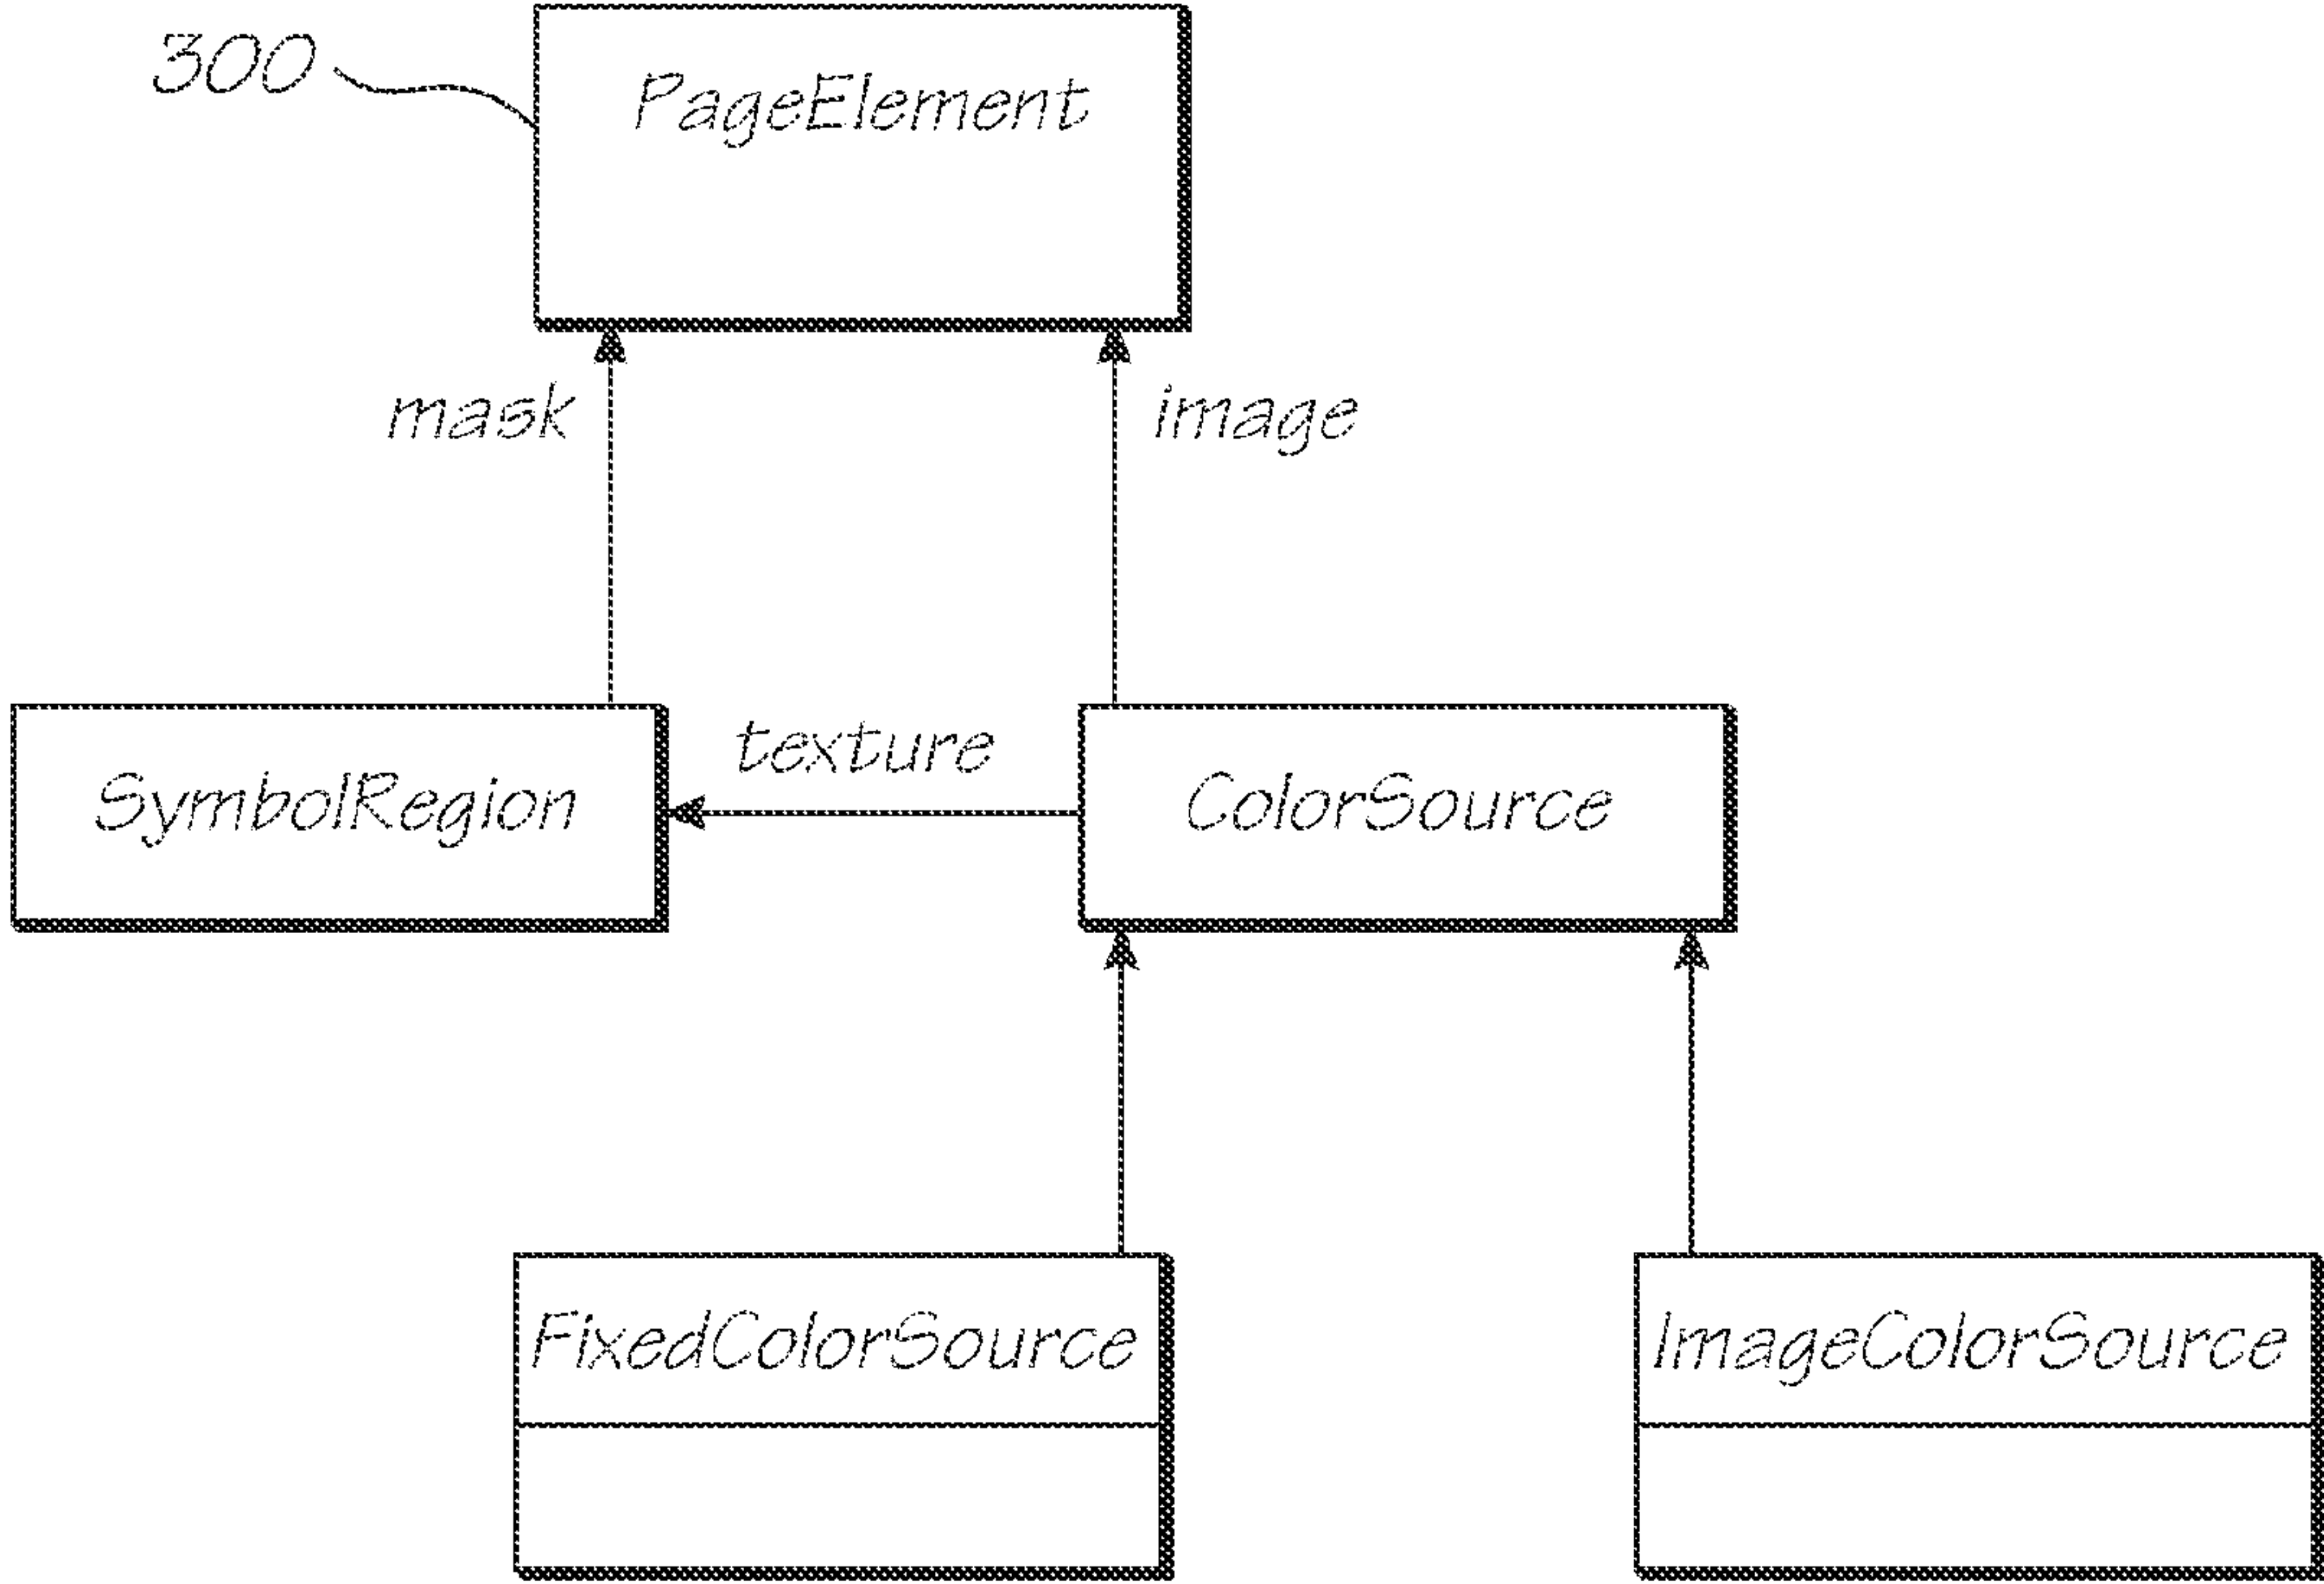 300
PageElement
mask
image
texture
SymbolRegion
ColorSource
FixedColorSource
ImageColorSource